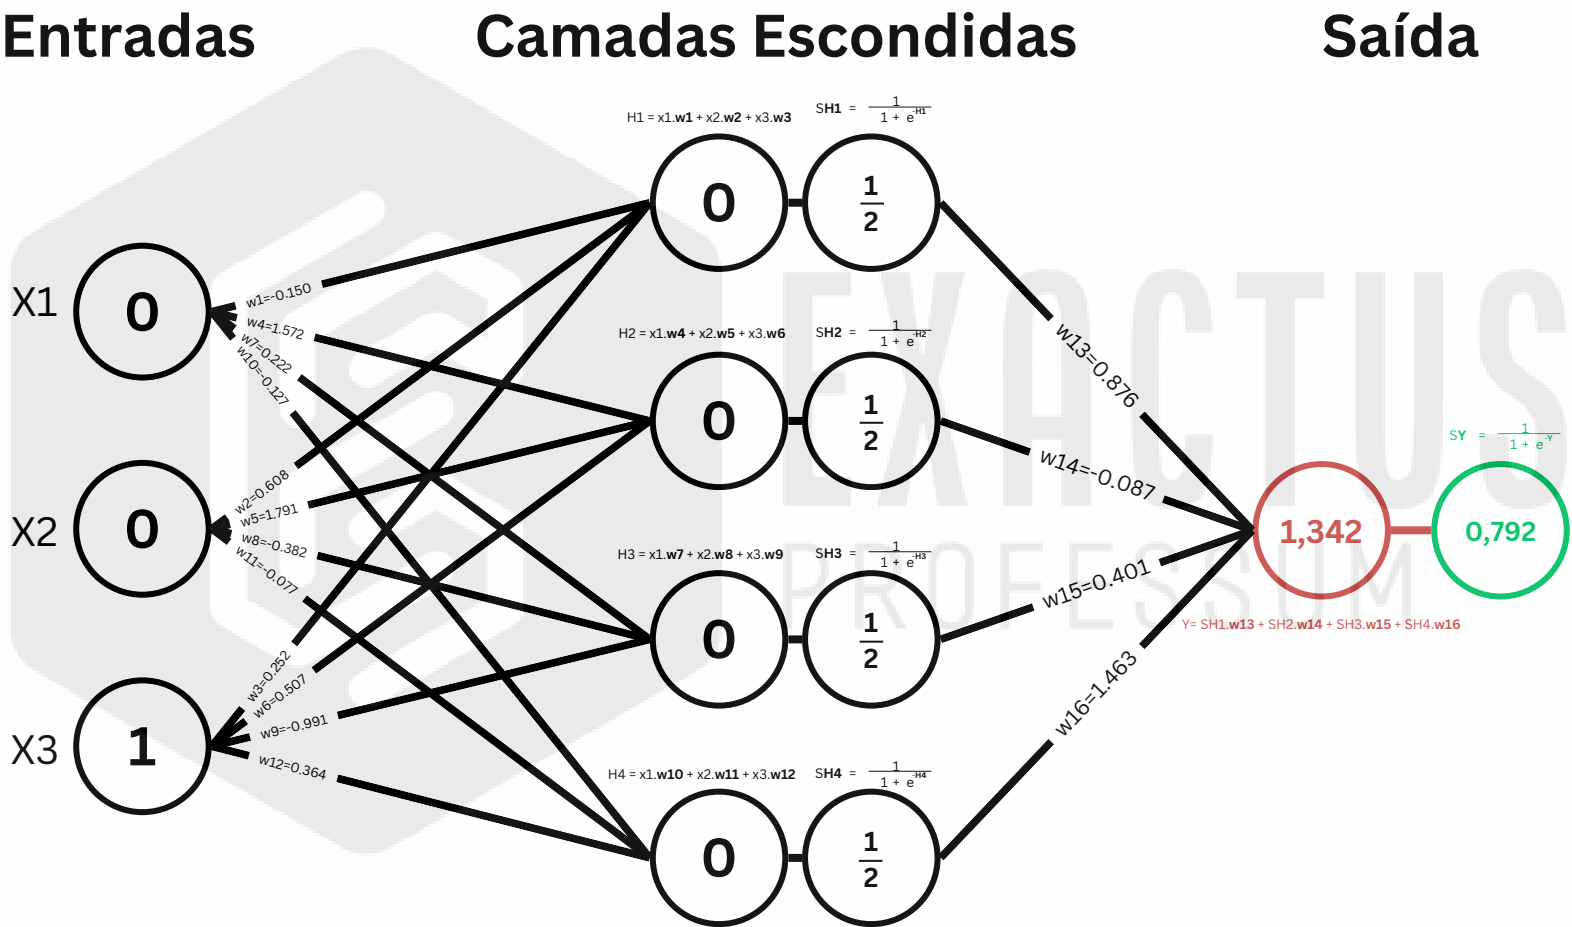 Entradas
Camadas Escondidas
Saída
H1 = x1.w1 + x2.w2 + x3.w3
SH1 = 1
1 + e^-H1
0
1
2
X1
0
w1=-0.150
w4=1.572
w7=0.222
w10=-0.127
H2 = x1.w4 + x2.w5 + x3.w6
SH2 = 1
1 + e^-H2
0
1
2
w13=0.876
w14=-0.087
X2
0
w2=0.608
w5=1.791
w8=-0.382
w11=-0.077
H3 = x1.w7 + x2.w8 + x3.w9
SH3 = 1
1 + e^-H3
0
1
2
w15=0.401
w16=1.463
X3
1
w3=0.252
w6=0.507
w9=-0.991
w12=0.364
H4 = x1.w10 + x2.w11 + x3.w12
SH4 = 1
1 + e^-H4
0
1
2
SY = 1
1 + e^-Y
1,342
0,792
Y= SH1.w13 + SH2.w14 + SH3.w15 + SH4.w16
EXACTUS
PROFESSUM